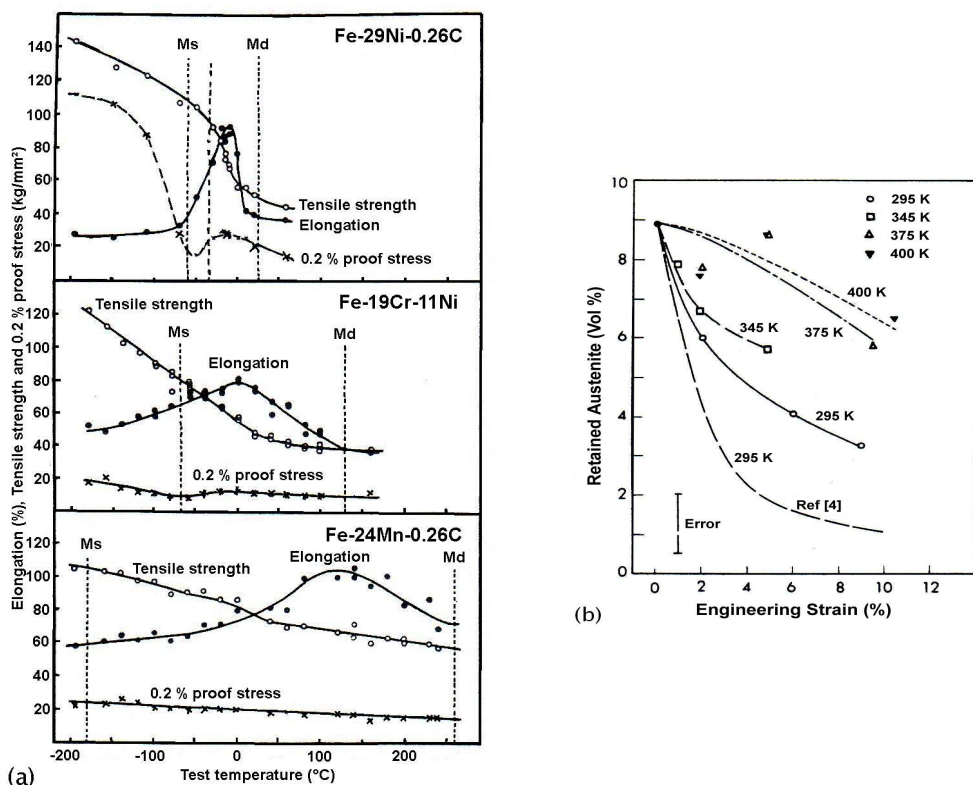 Elongation (%), Tensile strength and 0.2 % proof stress (kg/mm²)
Fe-29Ni-0.26C
Ms
Md
140
120
100
80
60
40
20
Tensile strength
Elongation
0.2 % proof stress
Fe-19Cr-11Ni
Tensile strength
Ms
Md
Elongation
120
100
80
60
40
20
0.2 % proof stress
Fe-24Mn-0.26C
Ms
Elongation
Md
Tensile strength
120
100
80
60
40
20
0
0.2 % proof stress
-200 -100 0 100 200
Test temperature (°C)
(a)
Retained Austenite (Vol %)
10
8
6
4
2
0
295 K
345 K
375 K
400 K
400 K
375 K
345 K
295 K
295 K
Ref [4]
Error
0 2 4 6 8 10 12
Engineering Strain (%)
(b)